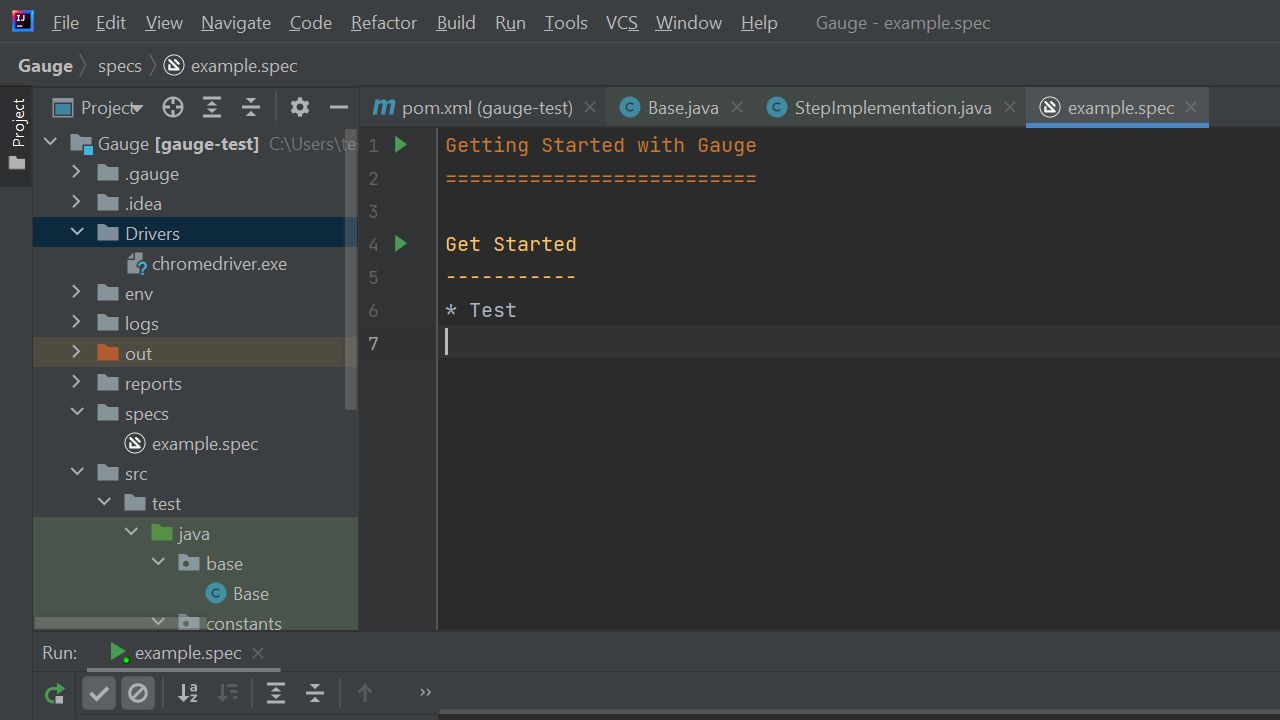 File Edit View Navigate Code Refactor Build Run Tools VCS Window Help Gauge - example.spec
Gauge specs example.spec
Project
Project
pom.xml (gauge-test) Base.java StepImplementation.java example.spec
Gauge [gauge-test] C:\Users\te
.gauge
.idea
Drivers
chromedriver.exe
env
logs
out
reports
specs
example.spec
src
test
java
base
Base
constants
1 Getting Started with Gauge
2 ==========================
3
4 Get Started
5 -----------
6 * Test
7
Run: example.spec